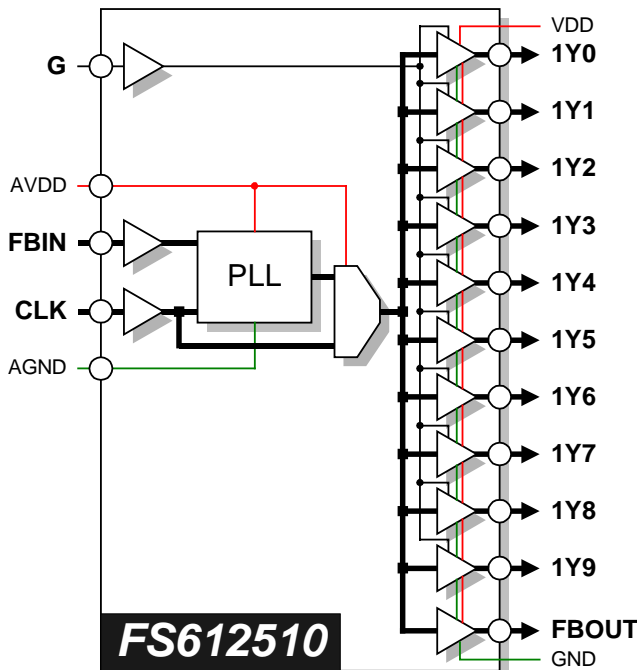 VDD
G
1Y0
1Y1
1Y2
AVDD
1Y3
FBIN
PLL
1Y4
CLK
1Y5
AGND
1Y6
1Y7
1Y8
1Y9
FBOUT
FS612510
GND